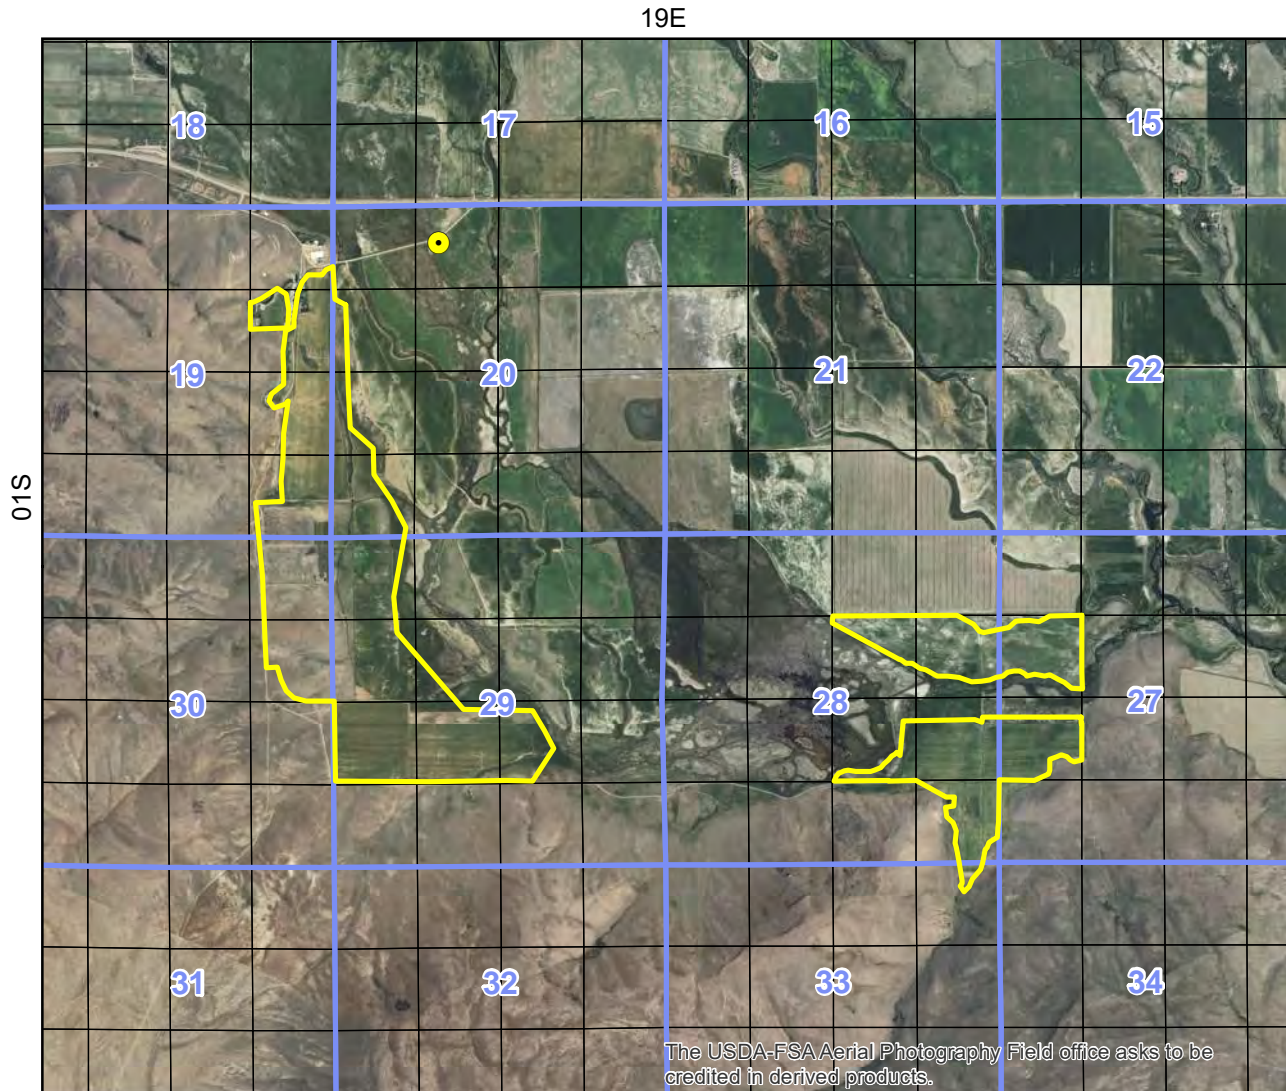 19E
18 17 16 15
19 20 21 22
01S
30 29 28 27
31 32 33 34
The USDA-FSA Aerial Photography Field office asks to be
credited in derived products.